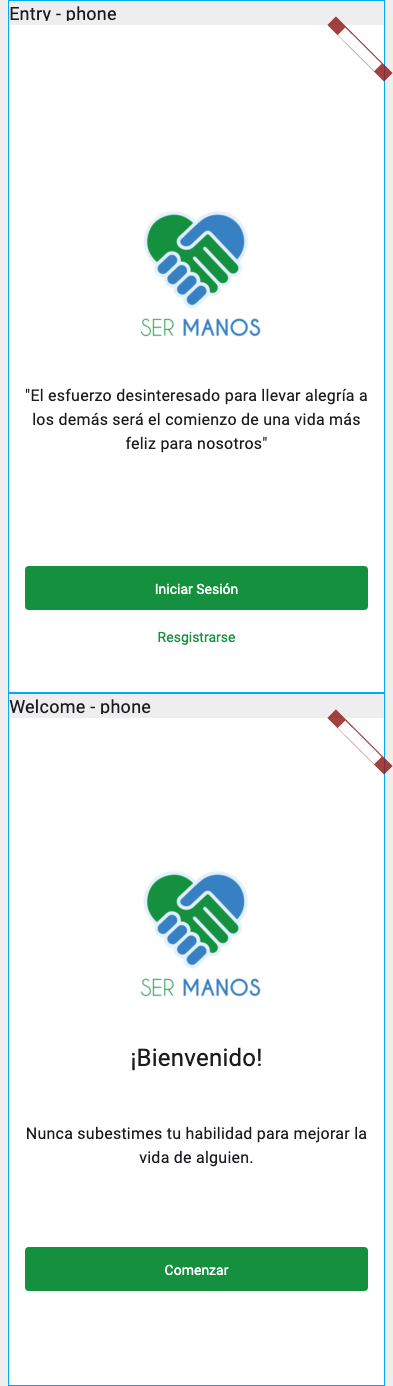 Entry - phone
SER MANOS
"El esfuerzo desinteresado para llevar alegría a
los demás será el comienzo de una vida más
feliz para nosotros"
Iniciar Sesión
Resgistrarse
Welcome - phone
SER MANOS
¡Bienvenido!
Nunca subestimes tu habilidad para mejorar la
vida de alguien.
Comenzar